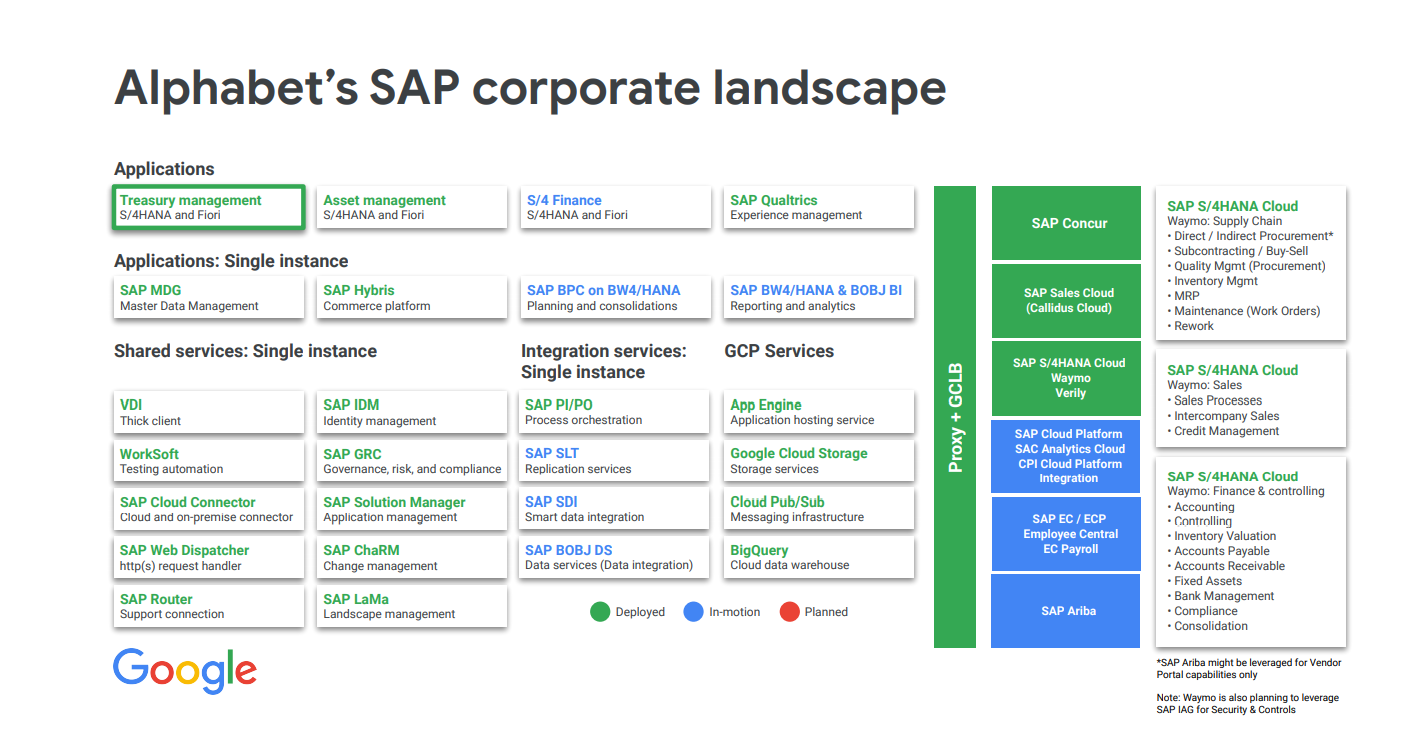 Alphabet’s SAP corporate landscape
Applications
Treasury management
S/4HANA and Fiori
Asset management
S/4HANA and Fiori
S/4 Finance
S/4HANA and Fiori
SAP Qualtrics
Experience management
Applications: Single instance
SAP MDG
Master Data Management
SAP Hybris
Commerce platform
SAP BPC on BW4/HANA
Planning and consolidations
SAP BW4/HANA & BOBJ BI
Reporting and analytics
Shared services: Single instance
VDI
Thick client
SAP IDM
Identity management
WorkSoft
Testing automation
SAP GRC
Governance, risk, and compliance
SAP Cloud Connector
Cloud and on-premise connector
SAP Solution Manager
Application management
SAP Web Dispatcher
http(s) request handler
SAP ChaRM
Change management
SAP Router
Support connection
SAP LaMa
Landscape management
Integration services:
Single instance
SAP PI/PO
Process orchestration
SAP SLT
Replication services
SAP SDI
Smart data integration
SAP BOBJ DS
Data services (Data integration)
GCP Services
App Engine
Application hosting service
Google Cloud Storage
Storage services
Cloud Pub/Sub
Messaging infrastructure
BigQuery
Cloud data warehouse
Deployed
In-motion
Planned
Proxy + GCLB
SAP Concur
SAP Sales Cloud
(Callidus Cloud)
SAP S/4HANA Cloud
Waymo
Verily
SAP Cloud Platform
SAC Analytics Cloud
CPI Cloud Platform
Integration
SAP EC / ECP
Employee Central
EC Payroll
SAP Ariba
SAP S/4HANA Cloud
Waymo: Supply Chain
• Direct / Indirect Procurement*
• Subcontracting / Buy-Sell
• Quality Mgmt (Procurement)
• Inventory Mgmt
• MRP
• Maintenance (Work Orders)
• Rework
SAP S/4HANA Cloud
Waymo: Sales
• Sales Processes
• Intercompany Sales
• Credit Management
SAP S/4HANA Cloud
Waymo: Finance & controlling
• Accounting
• Controlling
• Inventory Valuation
• Accounts Payable
• Accounts Receivable
• Fixed Assets
• Bank Management
• Compliance
• Consolidation
*SAP Ariba might be leveraged for Vendor
Portal capabilities only
Note: Waymo is also planning to leverage
SAP IAG for Security & Controls
Google